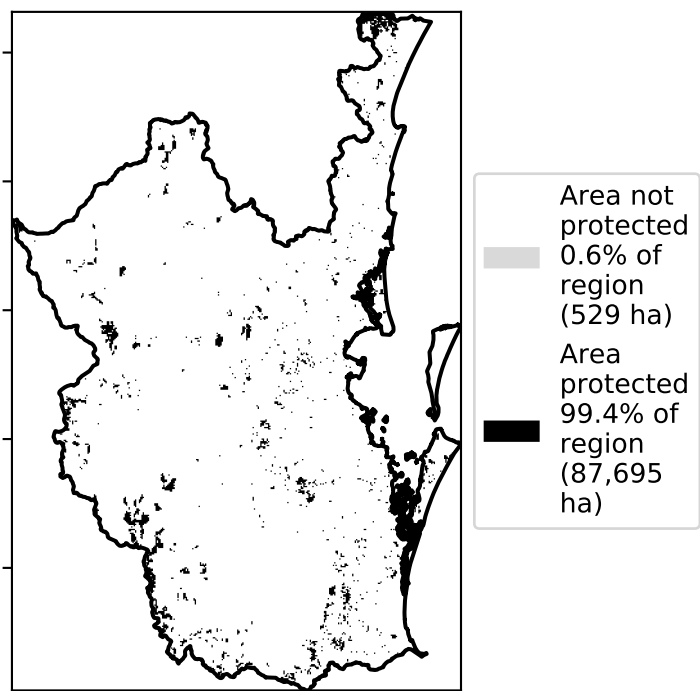 Area not
protected
0.6% of
region
(529 ha)
Area
protected
99.4% of
region
(87,695
ha)